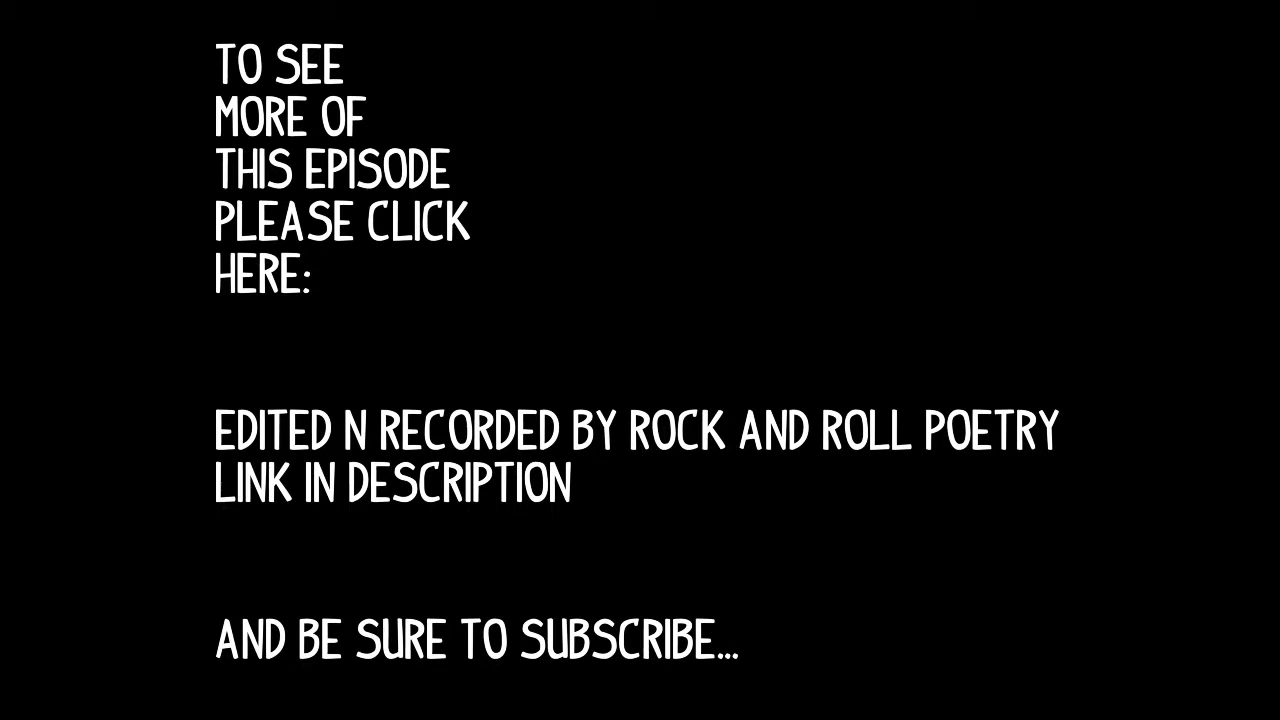 TO SEE
MORE OF
THIS EPISODE
PLEASE CLICK
HERE:
EDITED N RECORDED BY ROCK AND ROLL POETRY
LINK IN DESCRIPTION
AND BE SURE TO SUBSCRIBE...